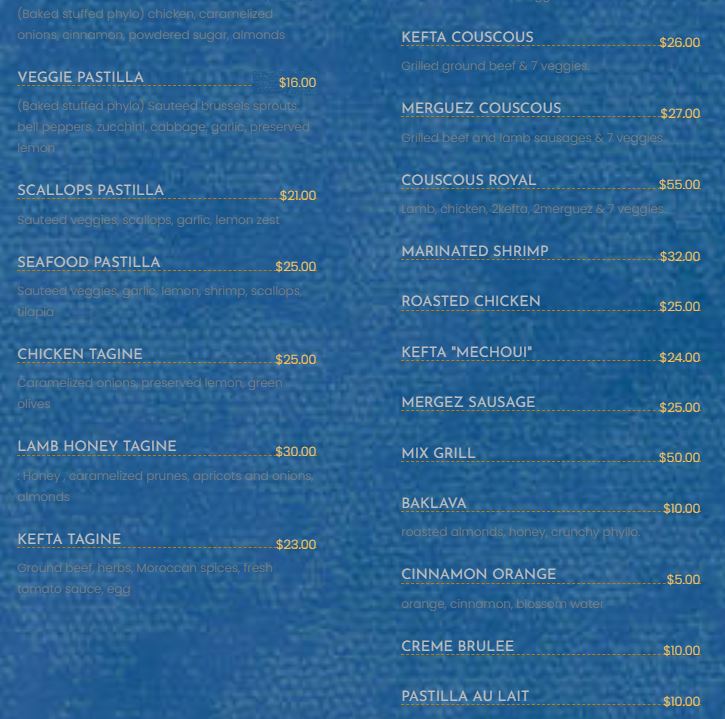 (Baked stuffed phylo) chicken, caramelized
onions, cinnamon, powdered sugar, almonds
VEGGIE PASTILLA $16.00
(Baked stuffed phylo) Sauteed brussels sprouts,
bell peppers, zucchini, cabbage, garlic, preserved
lemon
SCALLOPS PASTILLA $21.00
Sauteed veggies, scallops, garlic, lemon zest
SEAFOOD PASTILLA $25.00
Sauteed veggies, garlic, lemon, shrimp, scallops,
tilapia
CHICKEN TAGINE $25.00
Caramelized onions, preserved lemon, green
olives
LAMB HONEY TAGINE $30.00
: Honey , caramelized prunes, apricots and onions,
almonds
KEFTA TAGINE $23.00
Ground beef, herbs, Moroccan spices, fresh
tomato sauce, egg
KEFTA COUSCOUS $26.00
Grilled ground beef & 7 veggies.
MERGUEZ COUSCOUS $27.00
Grilled beef and lamb sausages & 7 veggies.
COUSCOUS ROYAL $55.00
Lamb, chicken, 2kefta, 2merguez & 7 veggies.
MARINATED SHRIMP $32.00
ROASTED CHICKEN $25.00
KEFTA "MECHOUI" $24.00
MERGEZ SAUSAGE $25.00
MIX GRILL $50.00
BAKLAVA $10.00
roasted almonds, honey, crunchy phyllo.
CINNAMON ORANGE $5.00
orange, cinnamon, blossom water
CREME BRULEE $10.00
PASTILLA AU LAIT $10.00